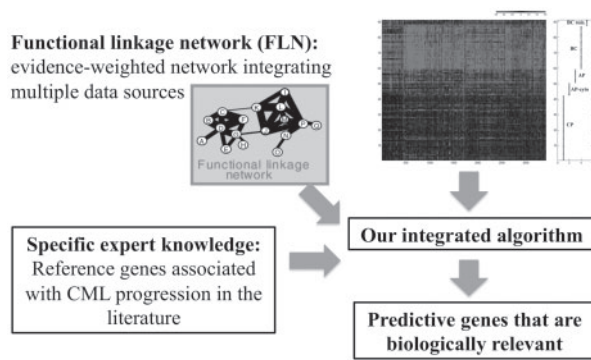 Functional linkage network (FLN):
evidence-weighted network integrating
multiple data sources
Functional linkage
network
BC
AP
AP-cyto
CP
Specific expert knowledge:
Reference genes associated
with CML progression in the
literature
Our integrated algorithm
Predictive genes that are
biologically relevant